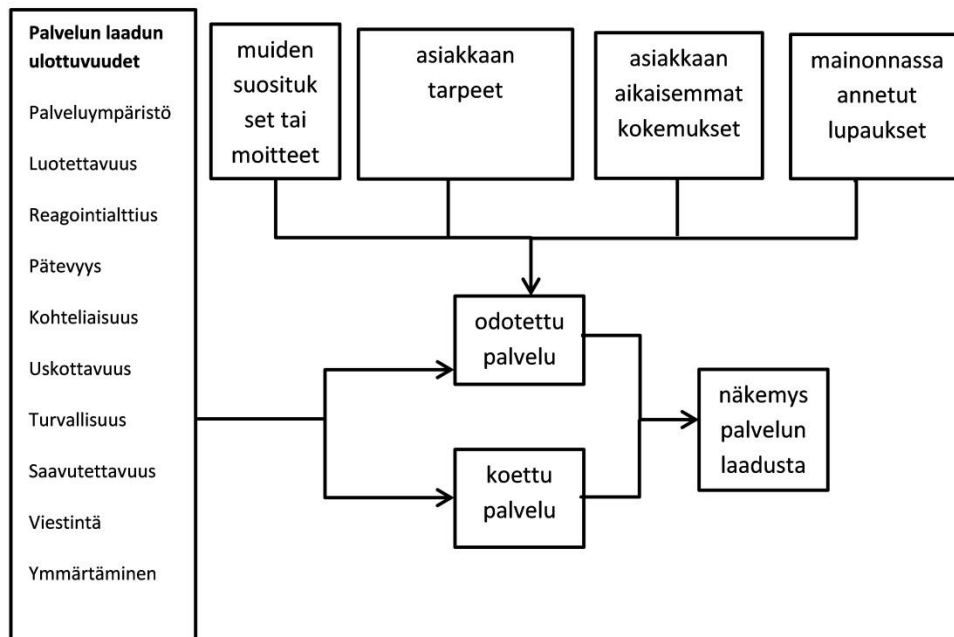 Palvelun laadun
ulottuvuudet
Palveluympäristö
Luotettavuus
Reagointialttius
Pätevyys
Kohteliaisuus
Uskottavuus
Turvallisuus
Saavutettavuus
Viestintä
Ymmärtäminen
muiden
suosituk
set tai
moitteet
asiakkaan
tarpeet
asiakkaan
aikaisemmat
kokemukset
mainonnassa
annetut
lupaukset
odotettu
palvelu
koettu
palvelu
näkemys
palvelun
laadusta